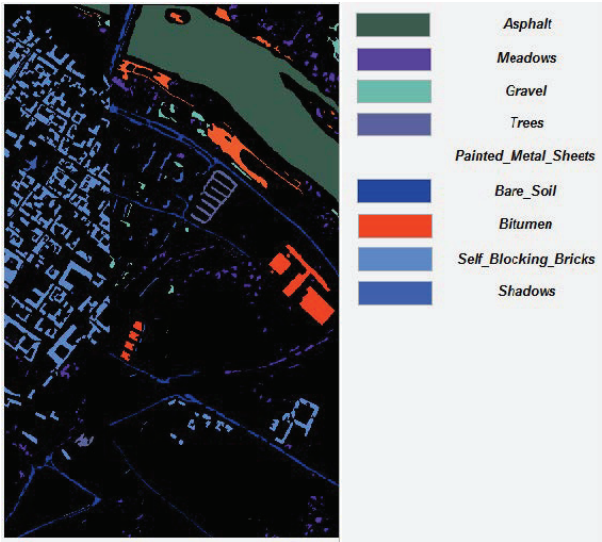 Asphalt
Meadows
Gravel
Trees
Painted_Metal_Sheets
Bare_Soil
Bitumen
Self_Blocking_Bricks
Shadows